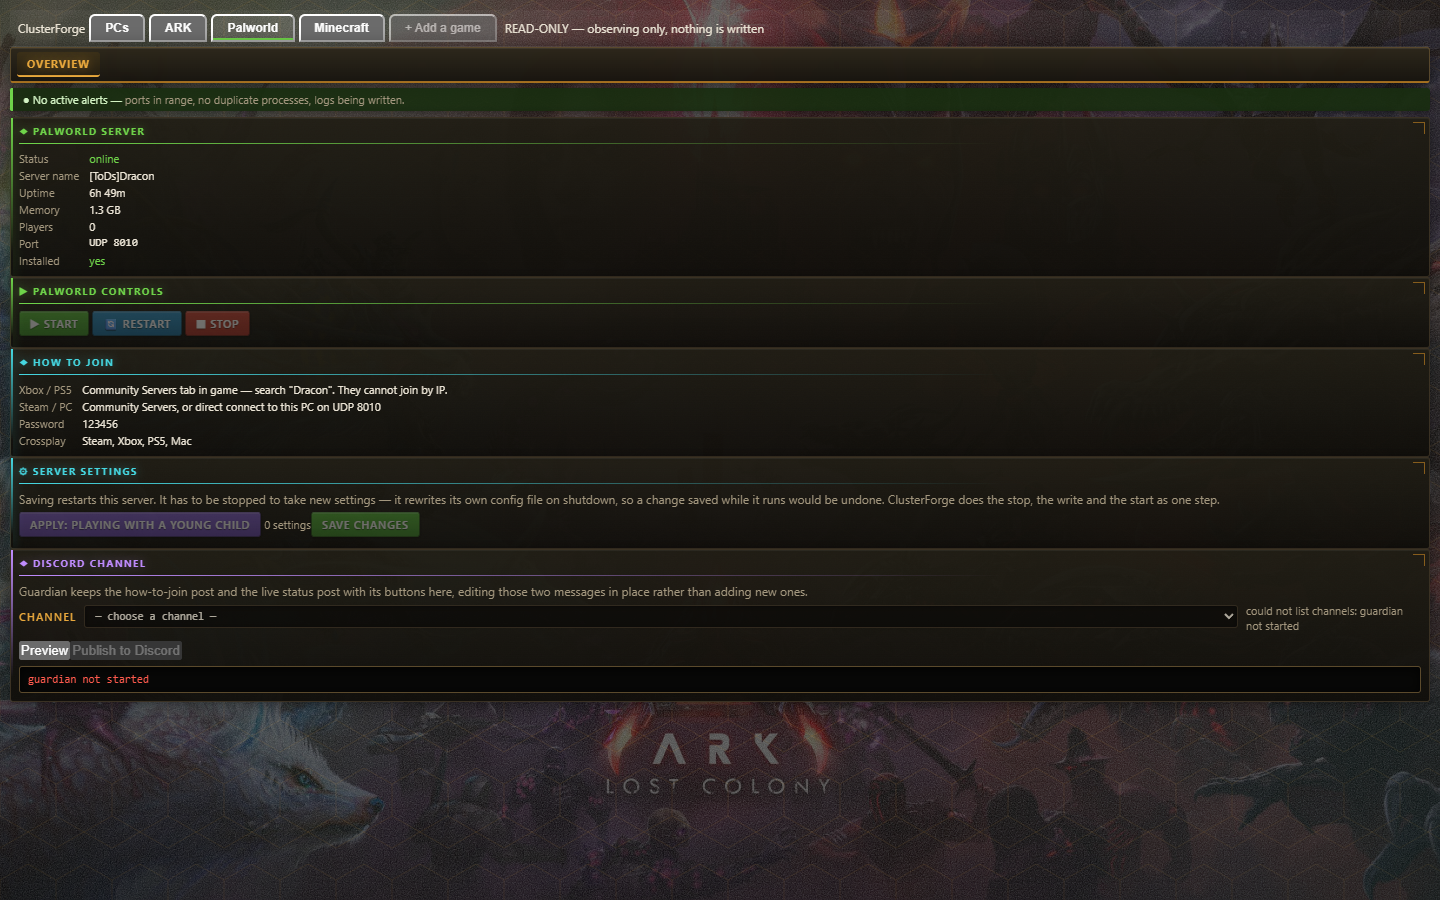 ClusterForge PCs ARK Palworld Minecraft + Add a game READ-ONLY — observing only, nothing is written
OVERVIEW
● No active alerts — ports in range, no duplicate processes, logs being written.
◆ PALWORLD SERVER
Status online
Server name [ToDs]Dracon
Uptime 6h 49m
Memory 1.3 GB
Players 0
Port UDP 8010
Installed yes
▶ PALWORLD CONTROLS
▶ START RESTART ■ STOP
◆ HOW TO JOIN
Xbox / PS5 Community Servers tab in game — search "Dracon". They cannot join by IP.
Steam / PC Community Servers, or direct connect to this PC on UDP 8010
Password 123456
Crossplay Steam, Xbox, PS5, Mac
⚙ SERVER SETTINGS
Saving restarts this server. It has to be stopped to take new settings — it rewrites its own config file on shutdown, so a change saved while it runs would be undone. ClusterForge does the stop, the write and the start as one step.
APPLY: PLAYING WITH A YOUNG CHILD 0 settings SAVE CHANGES
◆ DISCORD CHANNEL
Guardian keeps the how-to-join post and the live status post with its buttons here, editing those two messages in place rather than adding new ones.
CHANNEL — choose a channel — could not list channels: guardian
not started
Preview Publish to Discord
guardian not started
ARK
LOST COLONY